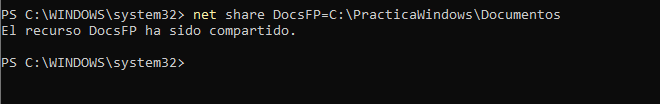 PS C:\WINDOWS\system32> net share DocsFP=C:\PracticaWindows\Documentos
El recurso DocsFP ha sido compartido.
PS C:\WINDOWS\system32>